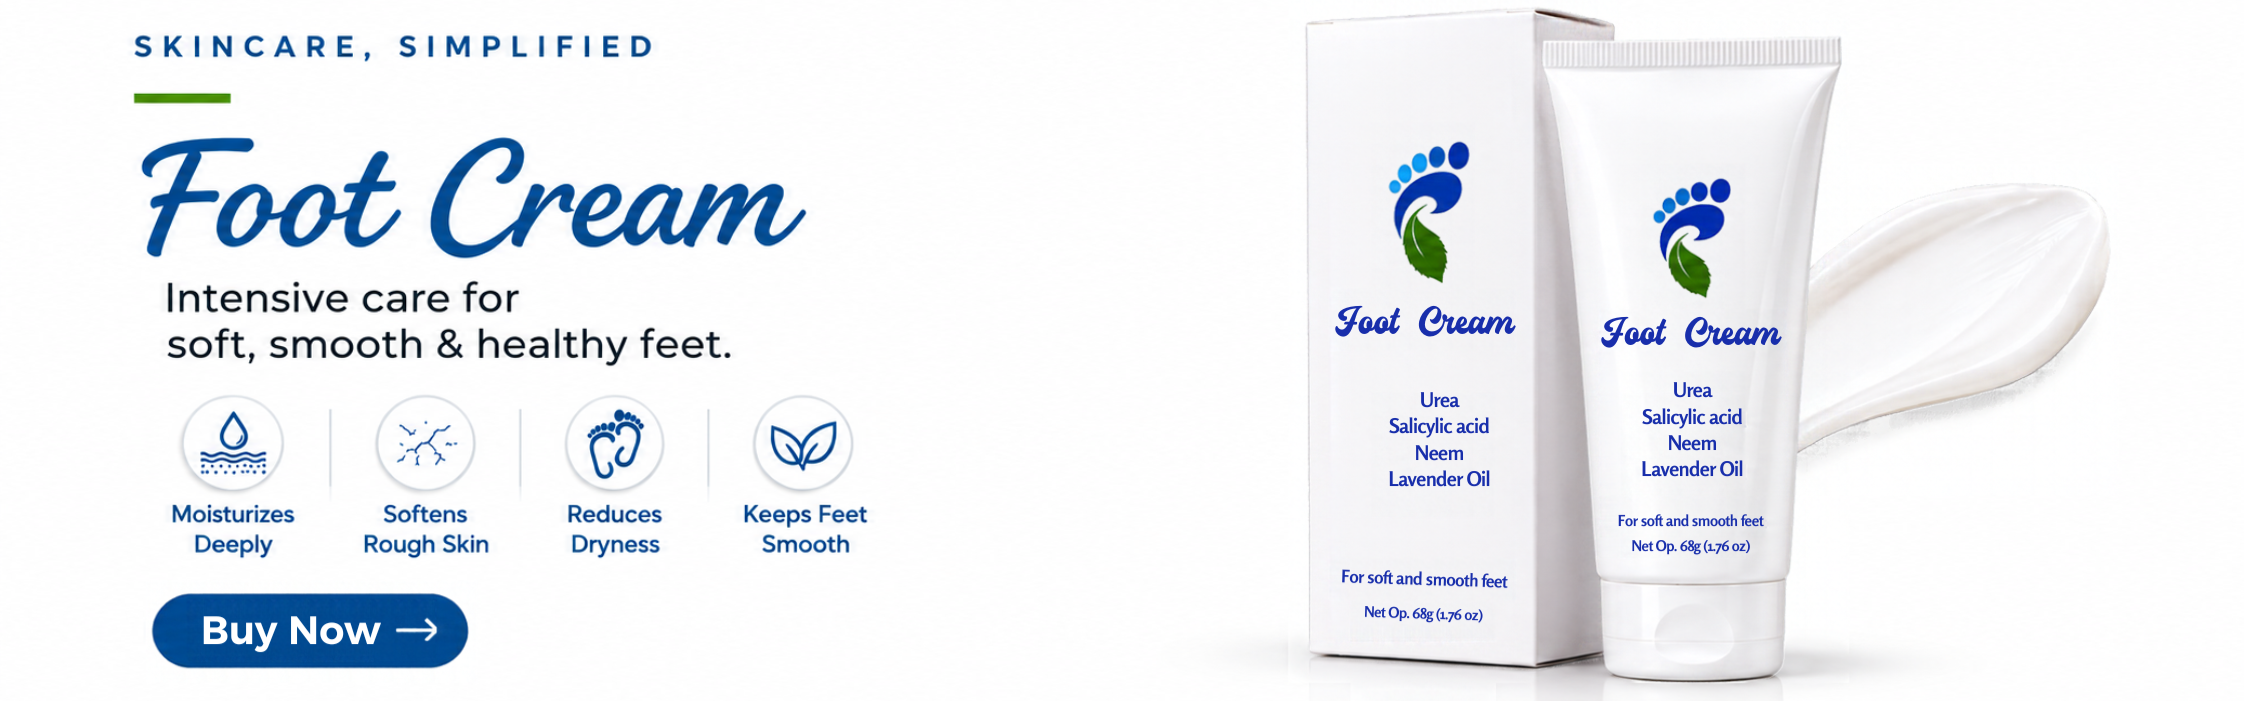 SKINCARE, SIMPLIFIED
Foot Cream
Intensive care for
soft, smooth & healthy feet.
Moisturizes
Deeply
Softens
Rough Skin
Reduces
Dryness
Keeps Feet
Smooth
Buy Now
Foot Cream
Urea
Salicylic acid
Neem
Lavender Oil
For soft and smooth feet
Net Op. 68g (1.76 oz)
Foot Cream
Urea
Salicylic acid
Neem
Lavender Oil
For soft and smooth feet
Net Op. 68g (1.76 oz)